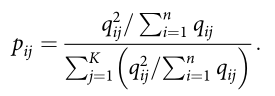 p_{ij} = \frac{q_{ij}^{2} / \sum_{i=1}^{n} q_{ij}}{\sum_{j=1}^{K} \left( q_{ij}^{2} / \sum_{i=1}^{n} q_{ij} \right)} .